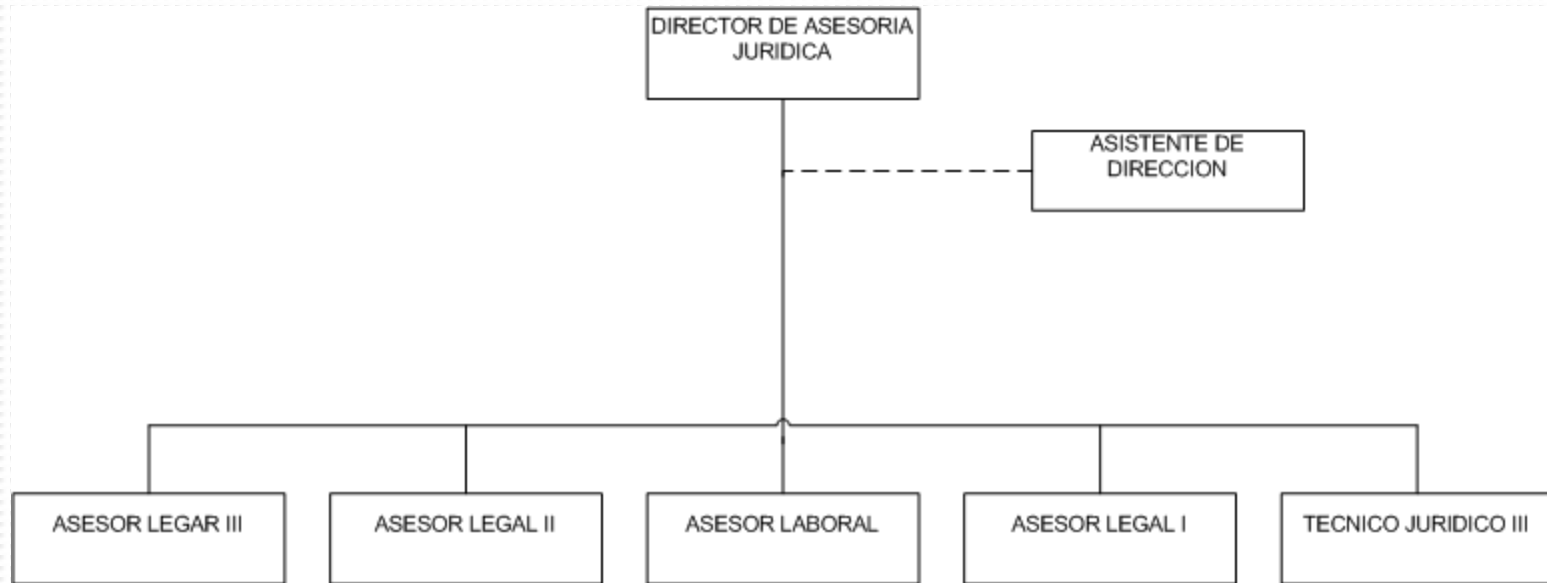 DIRECTOR DE ASESORIA
JURIDICA
ASISTENTE DE
DIRECCION
ASESOR LEGAR III
ASESOR LEGAL II
ASESOR LABORAL
ASESOR LEGAL I
TECNICO JURIDICO III